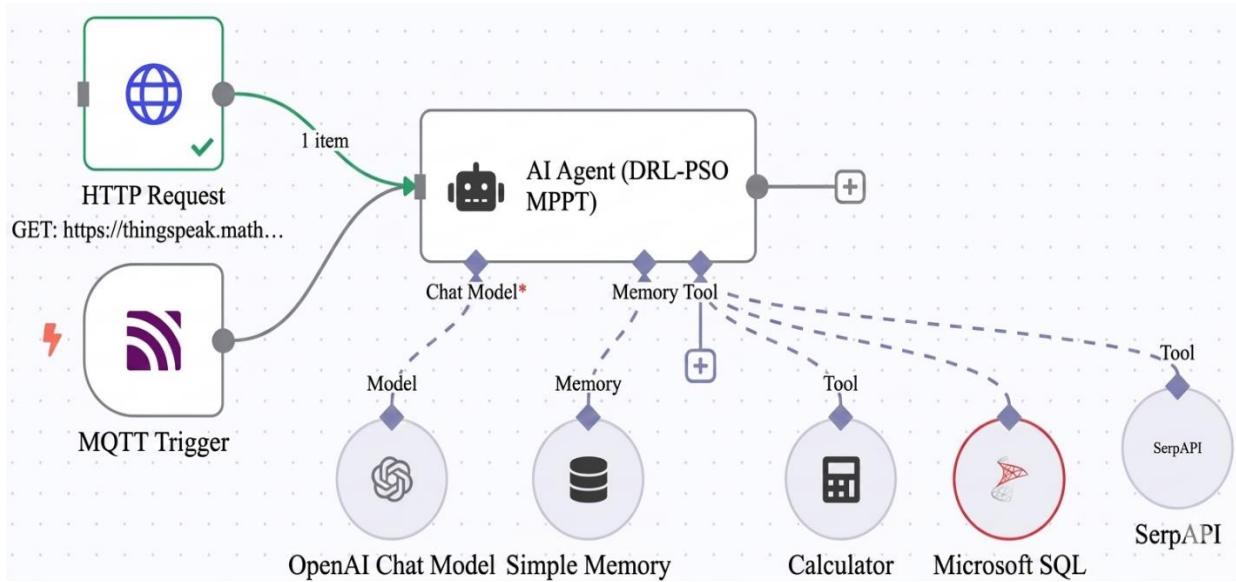 1 item
HTTP Request
GET: https://thingspeak.math...
AI Agent (DRL-PSO
MPPT)
MQTT Trigger
Chat Model*
Memory Tool
Model
Memory
Tool
Tool
SerpAPI
OpenAI Chat Model
Simple Memory
Calculator
Microsoft SQL
SerpAPI